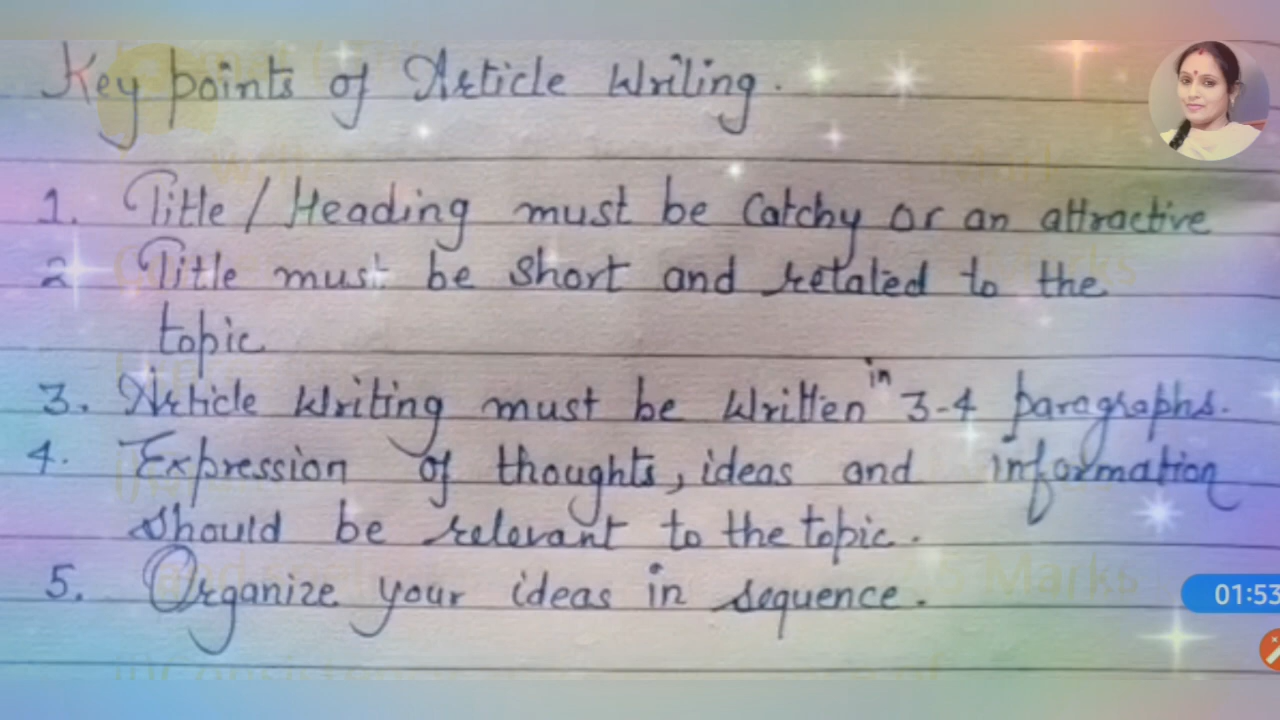 Key points of Article Writing.
1. Title / Heading must be Catchy or an attractive
2 Title must be Short and retated to the
topic
in
3. Article Writing must be Written 3-4 paragraphs.
4. Expression of thoughts, ideas and information
should be relevant to the topic.
5. Organize your ideas in sequence.
01:53